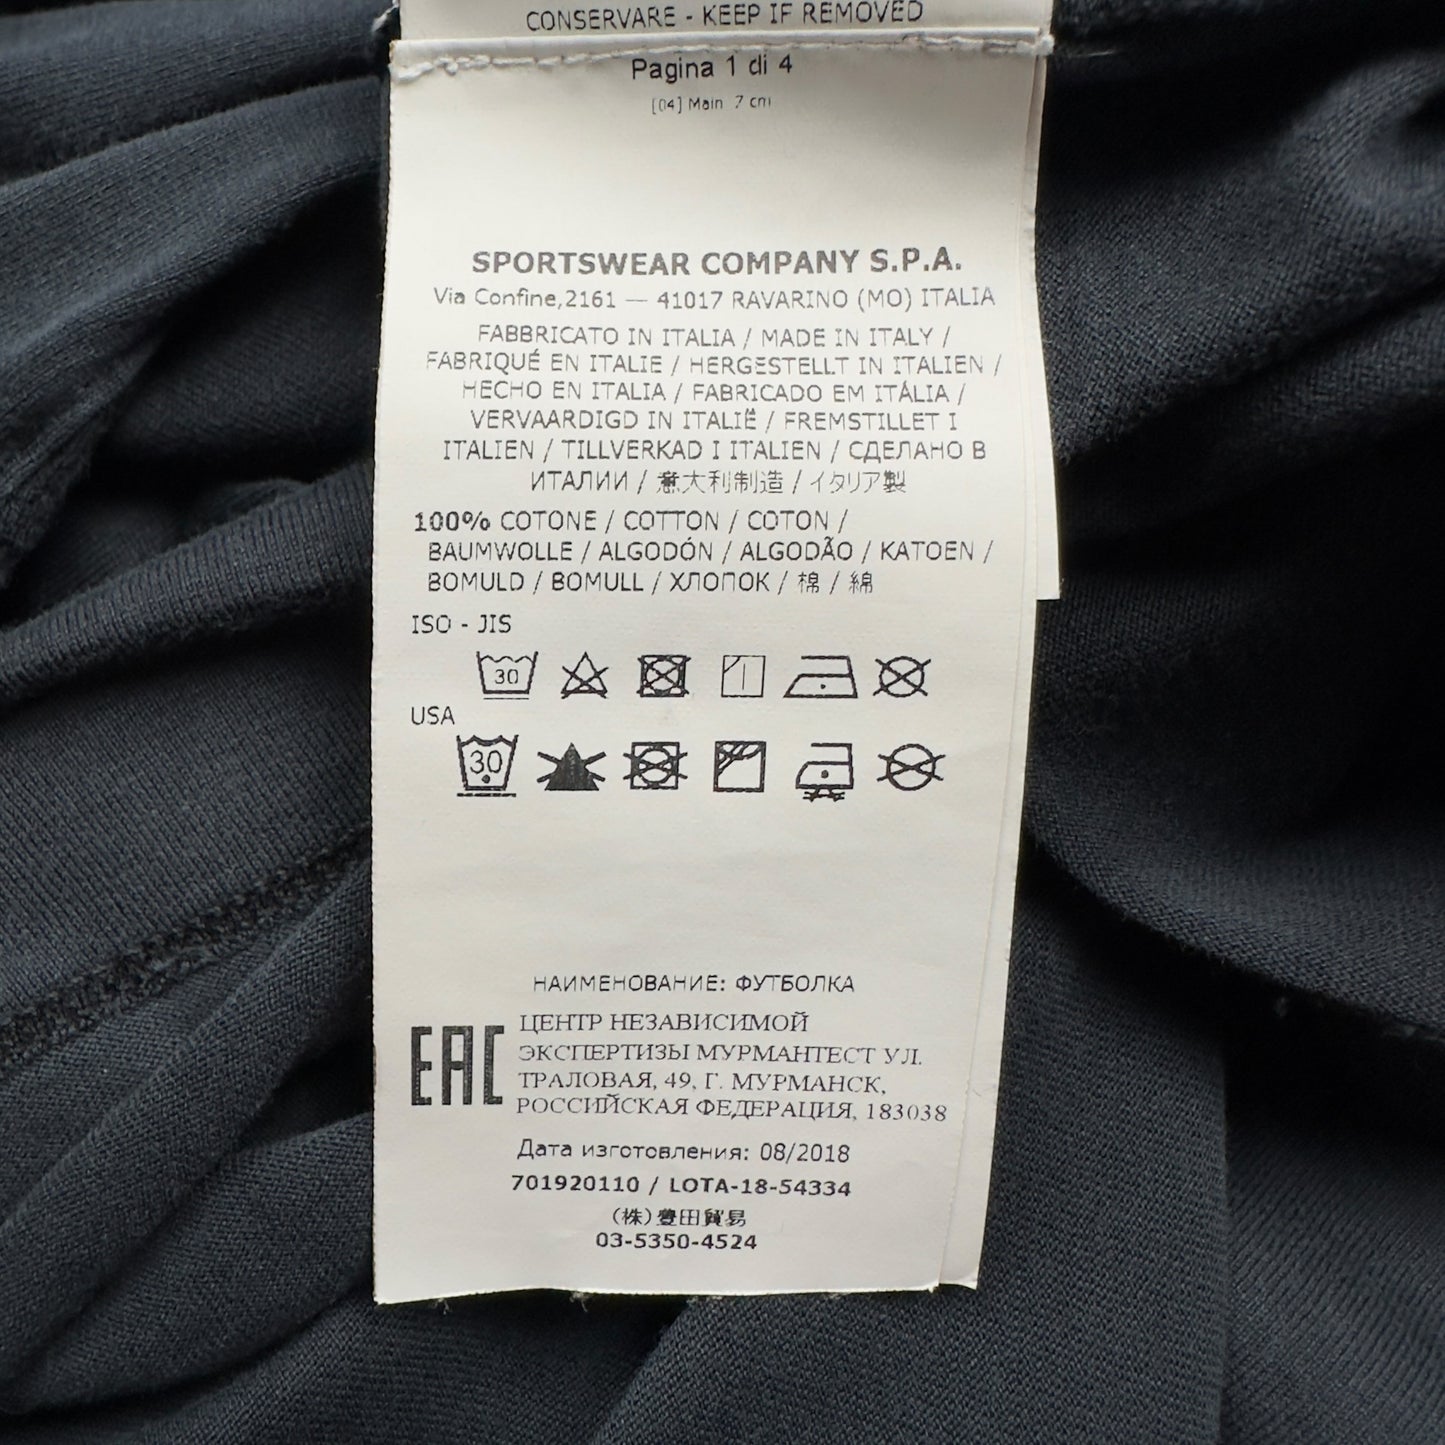 CONSERVARE - KEEP IF REMOVED
Pagina 1 di 4
[04] Main 7 cm
SPORTSWEAR COMPANY S.P.A.
Via Confine,2161 — 41017 RAVARINO (MO) ITALIA
FABBRICATO IN ITALIA / MADE IN ITALY /
FABRIQUÉ EN ITALIE / HERGESTELLT IN ITALIEN /
HECHO EN ITALIA / FABRICADO EM ITÁLIA /
VERVAARDIGD IN ITALIË / FREMSTILLET I
ITALIEN / TILLVERKAD I ITALIEN / СДЕЛАНО В
ИТАЛИИ / 意大利制造 / イタリア製
100% COTONE / COTTON / COTON /
BAUMWOLLE / ALGODÓN / ALGODÃO / KATOEN /
BOMULD / BOMULL / ХЛОПОК / 棉 / 綿
ISO - JIS
30
USA
30
НАИМЕНОВАНИЕ: ФУТБОЛКА
EAC
ЦЕНТР НЕЗАВИСИМОЙ
ЭКСПЕРТИЗЫ МУРМАНТЕСТ УЛ.
ТРАЛОВАЯ, 49, Г. МУРМАНСК,
РОССИЙСКАЯ ФЕДЕРАЦИЯ, 183038
Дата изготовления: 08/2018
701920110 / LOTA-18-54334
(株)豊田貿易
03-5350-4524